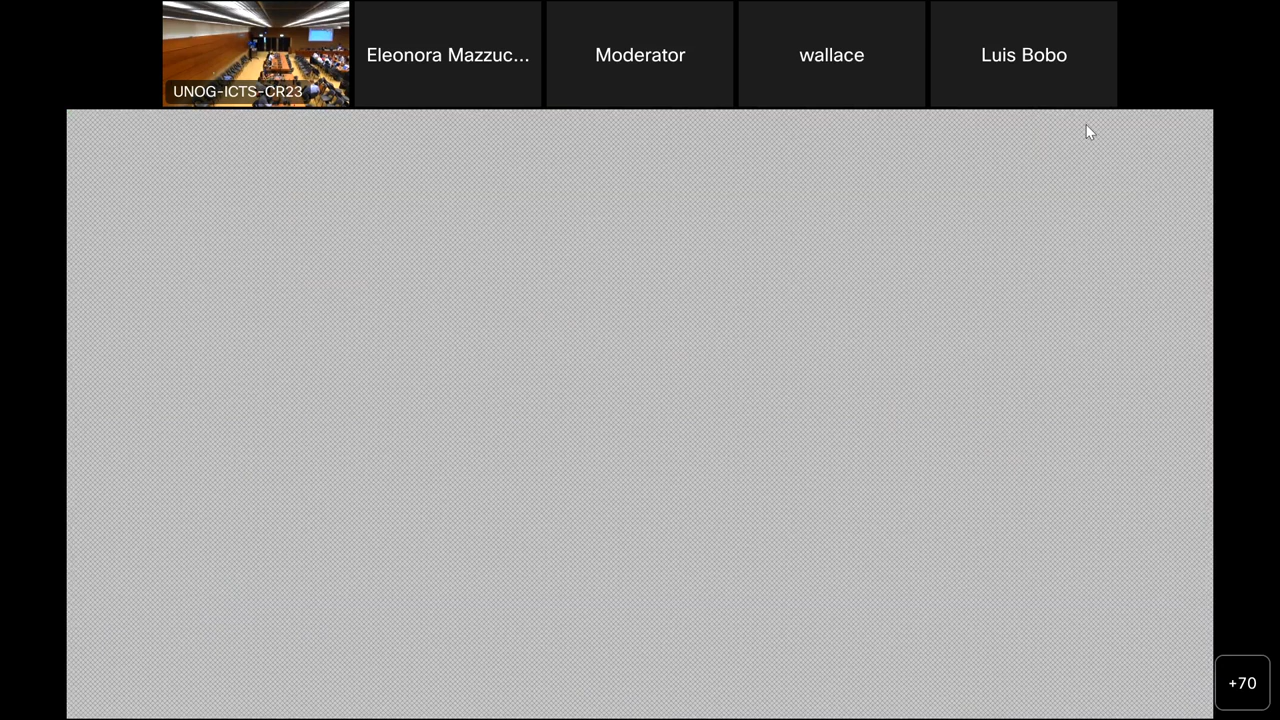 UNOG-ICTS-CR23
Eleonora Mazzuc...
Moderator
wallace
Luis Bobo
+70